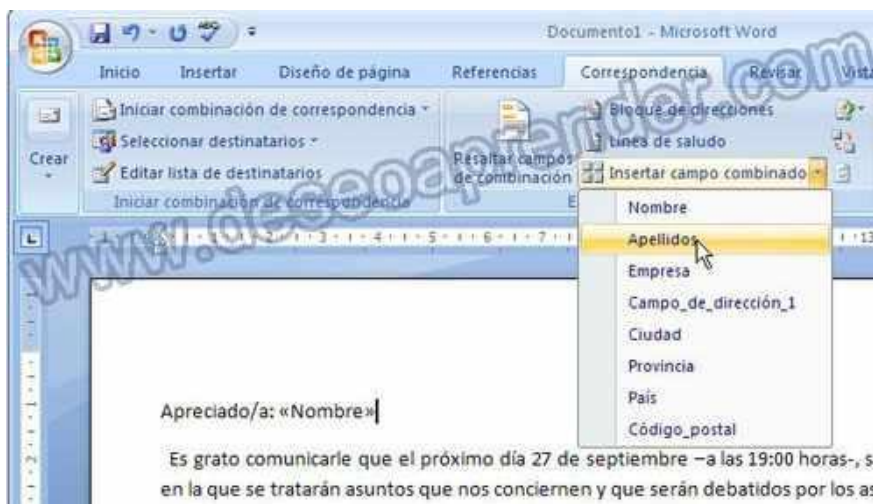 Documento1 - Microsoft Word
Inicio Insertar Diseño de página Referencias Correspondencia Revisar Vista
Iniciar combinación de correspondencia
Seleccionar destinatarios
Editar lista de destinatarios
Crear
Iniciar combinación de correspondencia
Resaltar campos
de combinación
Bloque de direcciones
Línea de saludo
Insertar campo combinado
Nombre
Apellidos
Empresa
Campo_de_dirección_1
Ciudad
Provincia
País
Código_postal
www.deseoaprender.com
Apreciado/a: «Nombre»
Es grato comunicarle que el próximo día 27 de septiembre –a las 19:00 horas-, s
en la que se tratarán asuntos que nos conciernen y que serán debatidos por los as